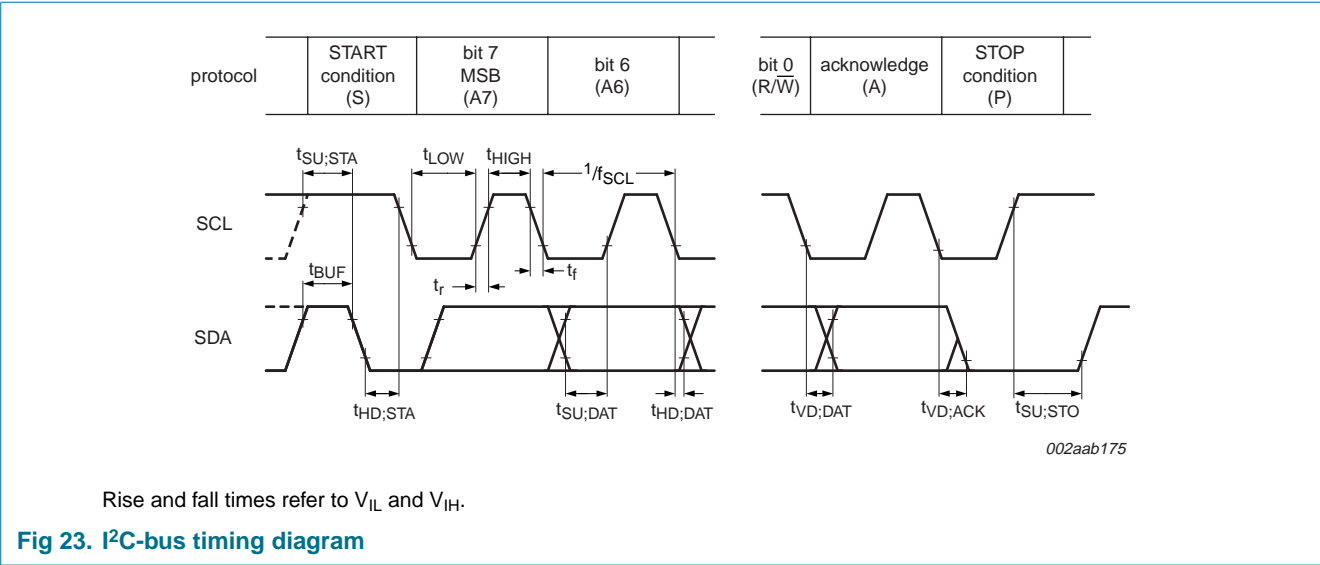 protocol
START
condition
(S)
bit 7
MSB
(A7)
bit 6
(A6)
bit 0
(R/W̅)
acknowledge
(A)
STOP
condition
(P)
tSU;STA
tLOW
tHIGH
1/fSCL
SCL
tBUF
tr
tf
SDA
tHD;STA
tSU;DAT
tHD;DAT
tVD;DAT
tVD;ACK
tSU;STO
002aab175
Rise and fall times refer to VIL and VIH.
Fig 23. I²C-bus timing diagram